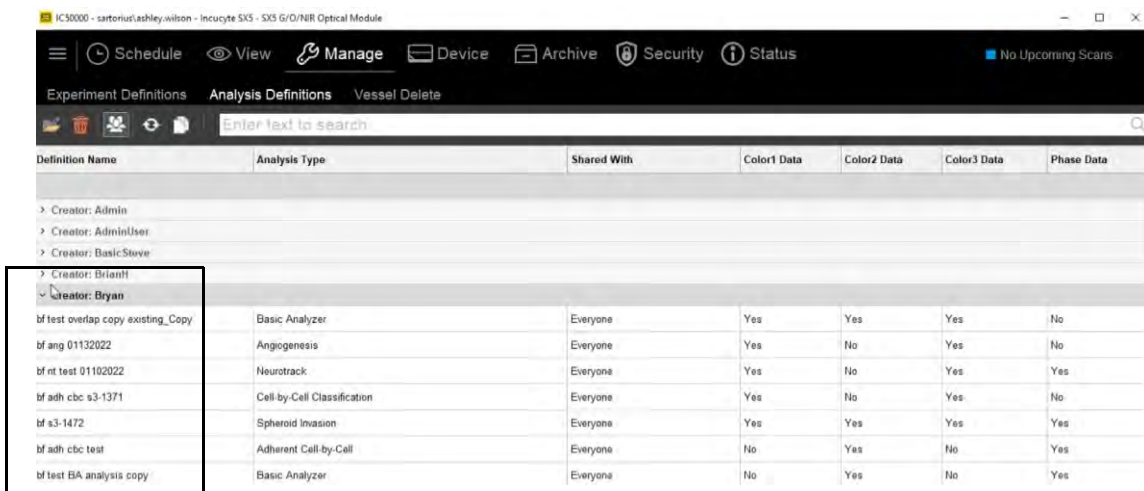 IC50000 - sartorius\ashley.wilson - Incucyte SX5 - SX5 G/O/NIR Optical Module
Schedule View Manage Device Archive Security Status No Upcoming Scans
Experiment Definitions Analysis Definitions Vessel Delete
Enter text to search
Definition Name Analysis Type Shared With Color1 Data Color2 Data Color3 Data Phase Data
Creator: Admin
Creator: AdminUser
Creator: BasicSteve
Creator: BrianH
Creator: Bryan
bf test overlap copy existing_Copy Basic Analyzer Everyone Yes Yes Yes No
bf ang 01132022 Angiogenesis Everyone Yes No Yes No
bf nt test 01102022 Neurotrack Everyone Yes No Yes Yes
bf adh cbc s3-1371 Cell-by-Cell Classification Everyone Yes No Yes No
bf s3-1472 Spheroid Invasion Everyone Yes Yes Yes Yes
bf adh cbc test Adherent Cell-by-Cell Everyone No Yes No Yes
bf test BA analysis copy Basic Analyzer Everyone No Yes No Yes